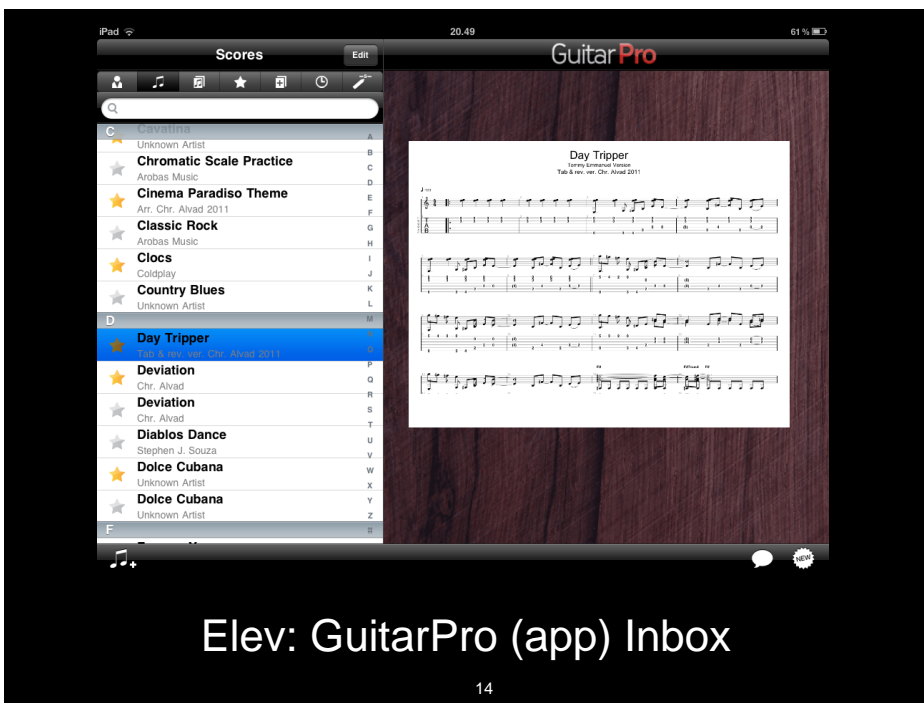 iPad 20.49 61 %
Scores Edit GuitarPro
C Cavatina
Unknown Artist
Chromatic Scale Practice
Arobas Music
Cinema Paradiso Theme
Arr. Chr. Alvad 2011
Classic Rock
Arobas Music
Clocs
Coldplay
Country Blues
Unknown Artist
D
Day Tripper
Tab & rev. ver. Chr. Alvad 2011
Deviation
Chr. Alvad
Deviation
Chr. Alvad
Diablos Dance
Stephen J. Souza
Dolce Cubana
Unknown Artist
Dolce Cubana
Unknown Artist
F
A
B
C
D
E
F
G
H
I
J
K
L
M
O
P
Q
R
S
T
U
V
W
X
Y
Z
#
Day Tripper
Tommy Emmanuel Version
Tab & rev. ver. Chr. Alvad 2011
NEW
Elev: GuitarPro (app) Inbox
14